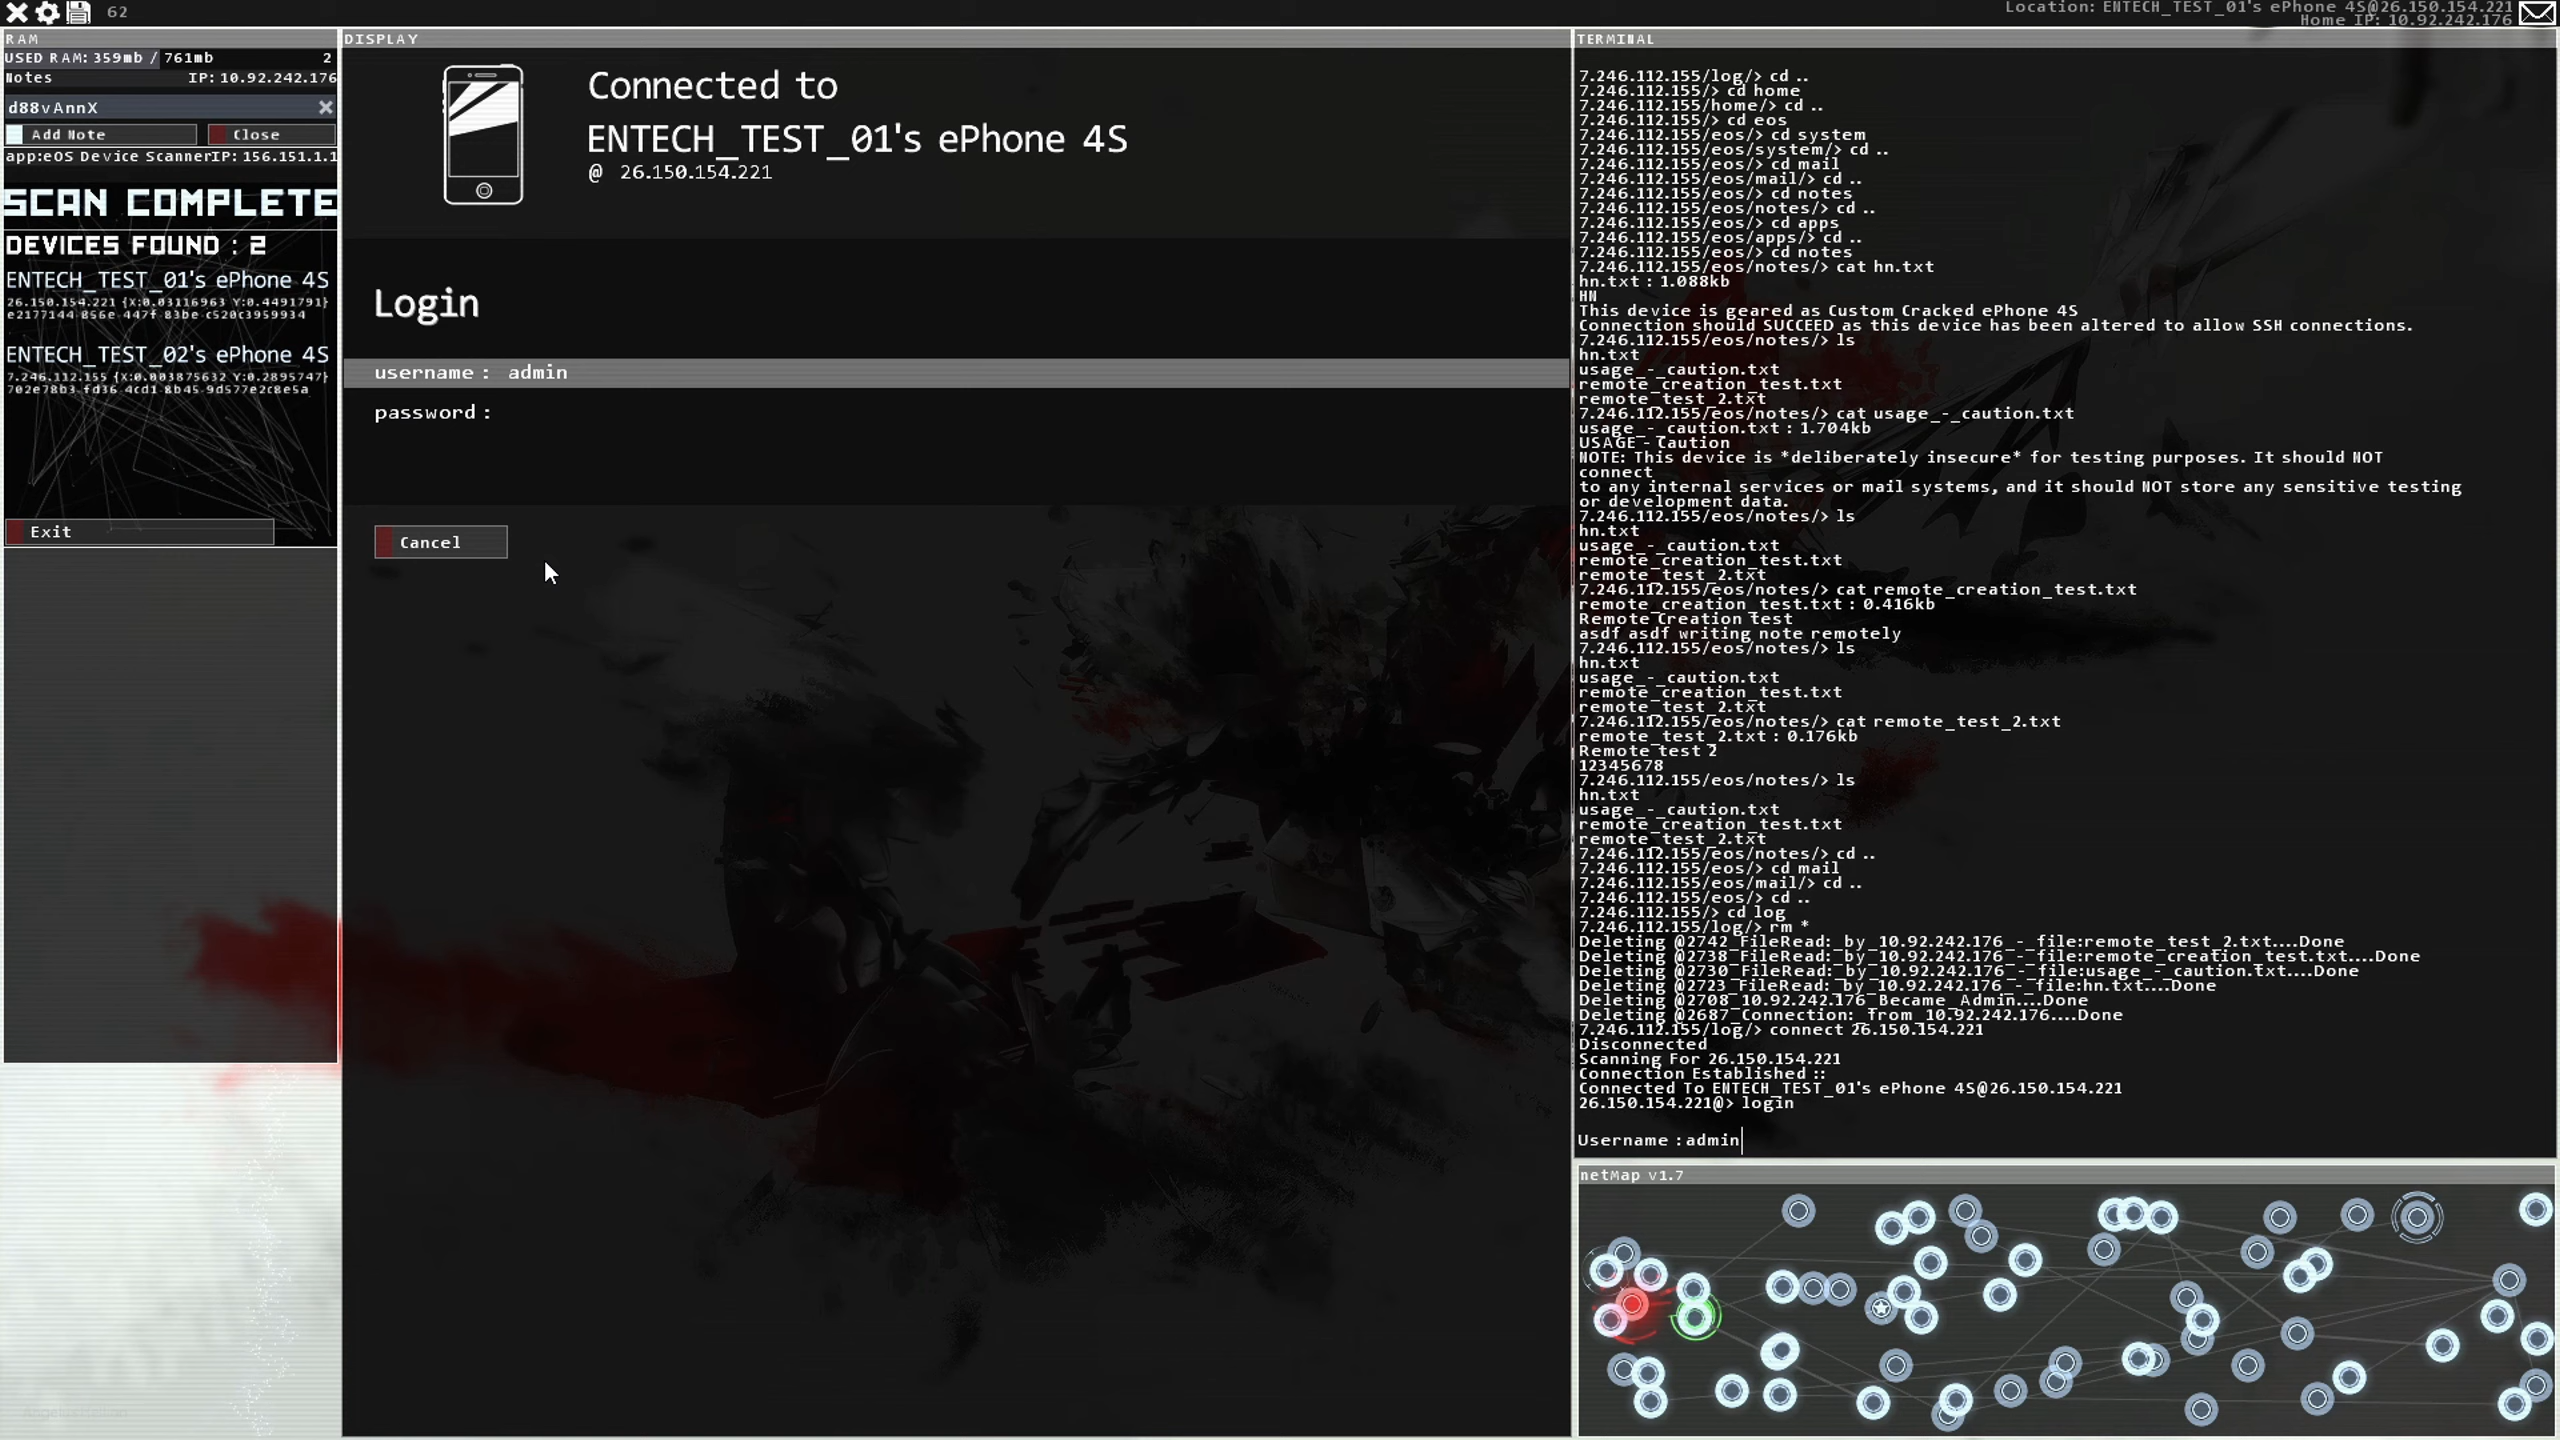 62
Location: ENTECH_TEST_01's ePhone 4S@26.150.154.221
Home IP: 10.92.242.176
RAM
USED RAM: 359mb / 761mb 2
Notes IP: 10.92.242.176
d88vAnnX
Add Note Close
app:eOS Device Scanner IP: 156.151.1.1
SCAN COMPLETE
DEVICES FOUND : 2
ENTECH_TEST_01's ePhone 4S
26.150.154.221 {X:0.03116963 Y:0.4491791}
e2177144-856e-447f-83be-c520c3959934
ENTECH_TEST_02's ePhone 4S
7.246.112.155 {X:0.003875632 Y:0.2895747}
702e78b3-fd36-4cd1-8b45-9d577e2c8e5a
Exit
DISPLAY
Connected to
ENTECH_TEST_01's ePhone 4S
@ 26.150.154.221
Login
username : admin
password :
Cancel
TERMINAL
7.246.112.155/log/> cd ..
7.246.112.155/> cd home
7.246.112.155/home/> cd ..
7.246.112.155/> cd eos
7.246.112.155/eos/> cd system
7.246.112.155/eos/system/> cd ..
7.246.112.155/eos/> cd mail
7.246.112.155/eos/mail/> cd ..
7.246.112.155/eos/> cd notes
7.246.112.155/eos/notes/> cd ..
7.246.112.155/eos/> cd apps
7.246.112.155/eos/apps/> cd ..
7.246.112.155/eos/> cd notes
7.246.112.155/eos/notes/> cat hn.txt
hn.txt : 1.088kb
HN
This device is geared as Custom Cracked ePhone 4S
Connection should SUCCEED as this device has been altered to allow SSH connections.
7.246.112.155/eos/notes/> ls
hn.txt
usage_-_caution.txt
remote_creation_test.txt
remote_test_2.txt
7.246.112.155/eos/notes/> cat usage_-_caution.txt
usage_-_caution.txt : 1.704kb
USAGE - Caution
NOTE: This device is *deliberately insecure* for testing purposes. It should NOT
connect
to any internal services or mail systems, and it should NOT store any sensitive testing
or development data.
7.246.112.155/eos/notes/> ls
hn.txt
usage_-_caution.txt
remote_creation_test.txt
remote_test_2.txt
7.246.112.155/eos/notes/> cat remote_creation_test.txt
remote_creation_test.txt : 0.416kb
Remote Creation Test
asdf asdf writing note remotely
7.246.112.155/eos/notes/> ls
hn.txt
usage_-_caution.txt
remote_creation_test.txt
remote_test_2.txt
7.246.112.155/eos/notes/> cat remote_test_2.txt
remote_test_2.txt : 0.176kb
Remote test 2
12345678
7.246.112.155/eos/notes/> ls
hn.txt
usage_-_caution.txt
remote_creation_test.txt
remote_test_2.txt
7.246.112.155/eos/notes/> cd ..
7.246.112.155/eos/> cd mail
7.246.112.155/eos/mail/> cd ..
7.246.112.155/eos/> cd ..
7.246.112.155/> cd log
7.246.112.155/log/> rm *
Deleting @2742_FileRead:_by_10.92.242.176_-_file:remote_test_2.txt....Done
Deleting @2738_FileRead:_by_10.92.242.176_-_file:remote_creation_test.txt....Done
Deleting @2730_FileRead:_by_10.92.242.176_-_file:usage_-_caution.txt....Done
Deleting @2723_FileRead:_by_10.92.242.176_-_file:hn.txt....Done
Deleting @2708_10.92.242.176_Became_Admin....Done
Deleting @2687_Connection:_from_10.92.242.176....Done
7.246.112.155/log/> connect 26.150.154.221
Disconnected
Scanning For 26.150.154.221
Connection Established ::
Connected To ENTECH_TEST_01's ePhone 4S@26.150.154.221
26.150.154.221@> login
Username :admin
netMap v1.7